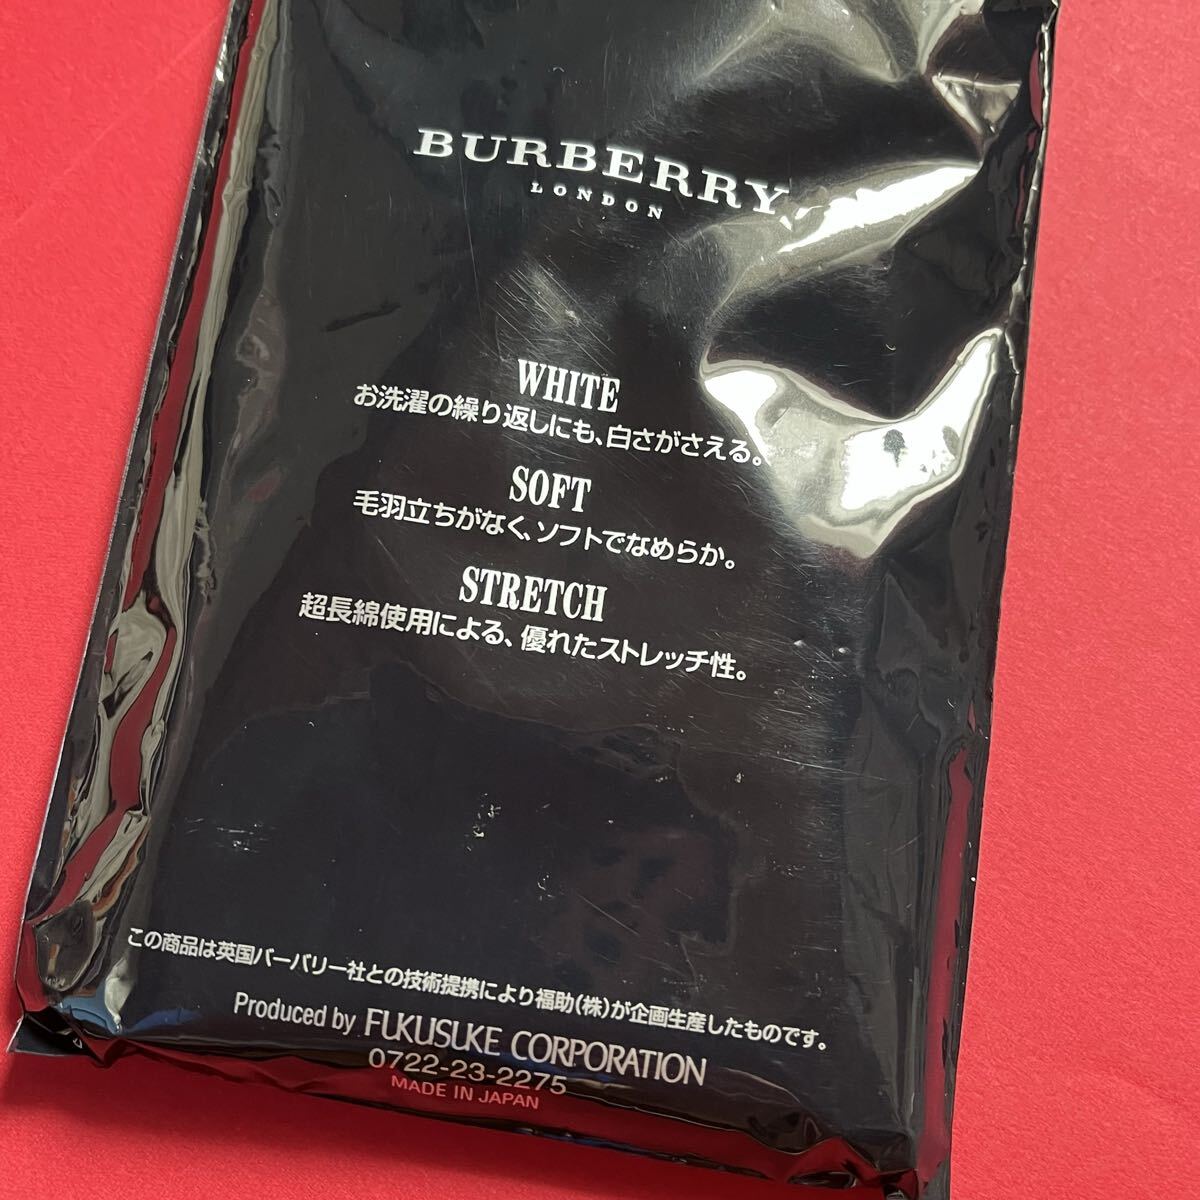 BURBERRY
LONDON
WHITE
お洗濯の繰り返しにも、白さがさえる。
SOFT
毛羽立ちがなく、ソフトでなめらか。
STRETCH
超長綿使用による、優れたストレッチ性。
この商品は英国バーバリー社との技術提携により福助(株)が企画生産したものです。
Produced by FUKUSUKE CORPORATION
0722-23-2275
MADE IN JAPAN